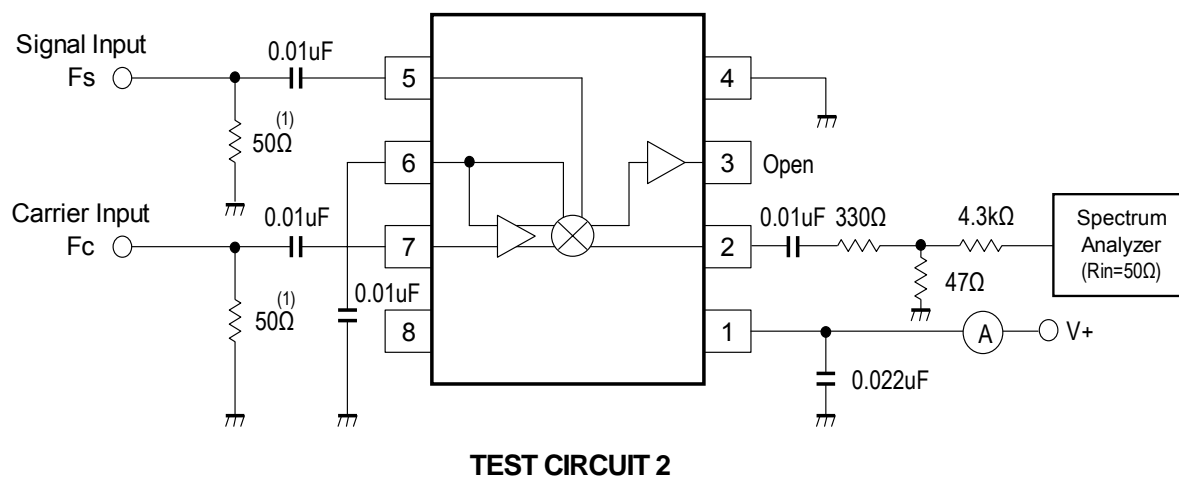 Signal Input
Fs
0.01uF
50Ω
(1)
5
4
6
3
Open
Carrier Input
Fc
0.01uF
7
2
0.01uF
330Ω
4.3kΩ
47Ω
Spectrum
Analyzer
(Rin=50Ω)
50Ω
(1)
0.01uF
8
1
A
V+
0.022uF
TEST CIRCUIT 2